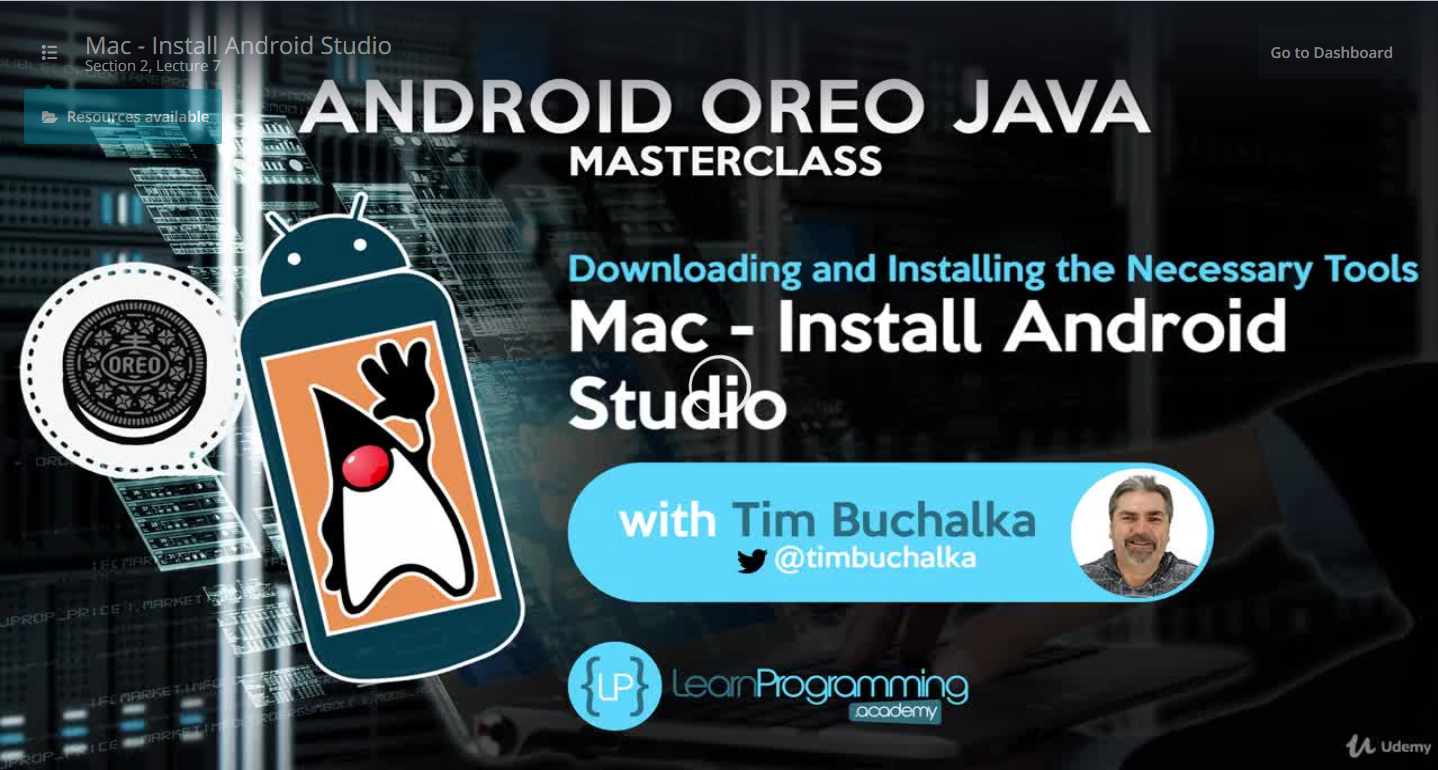 Mac - Install Android Studio
Section 2, Lecture 7
Go to Dashboard
Resources available
ANDROID OREO JAVA
MASTERCLASS
Downloading and Installing the Necessary Tools
Mac - Install Android
Studio
OREO
with Tim Buchalka
@timbuchalka
{LP} LearnProgramming
.academy
Udemy